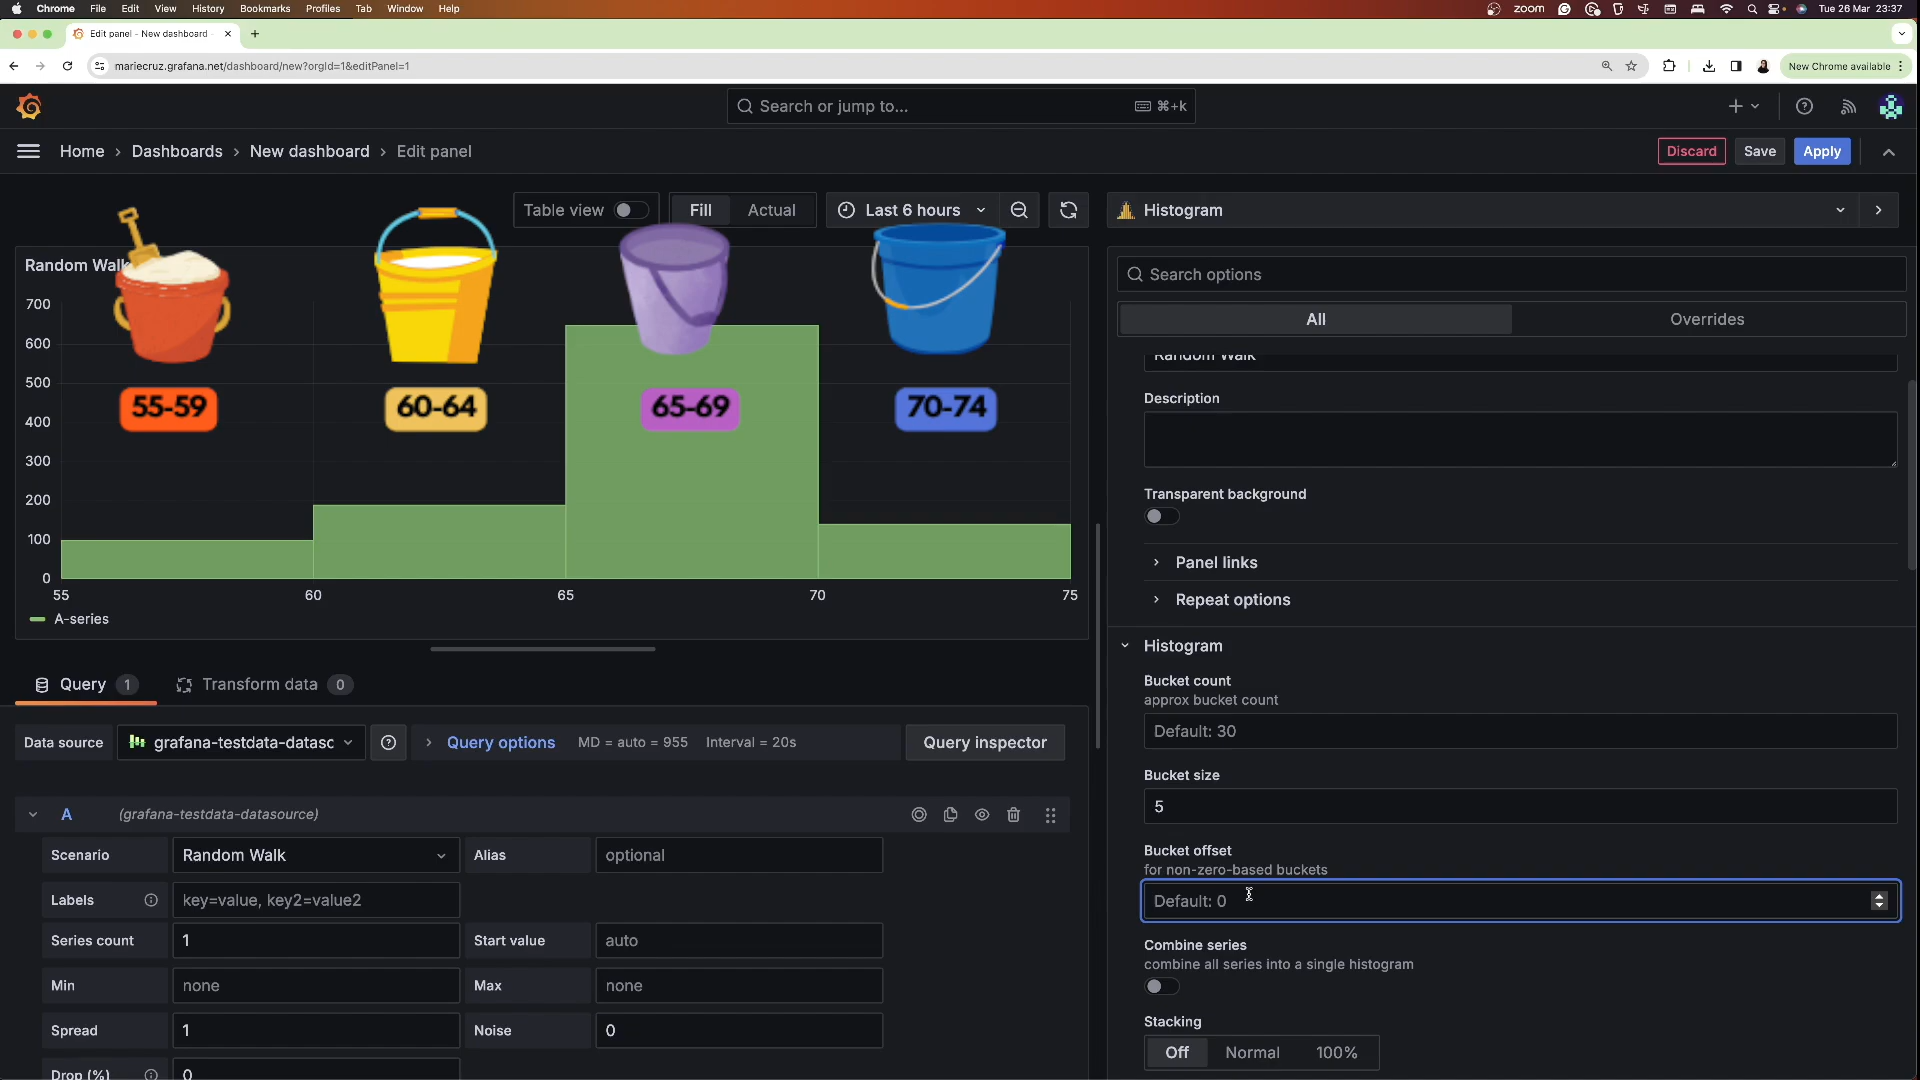 Chrome File Edit View History Bookmarks Profiles Tab Window Help zoom Tue 26 Mar 23:37
Edit panel - New dashboard -
mariecruz.grafana.net/dashboard/new?orgId=1&editPanel=1 New Chrome available
Search or jump to... ⌘+k
Home › Dashboards › New dashboard › Edit panel Discard Save Apply
Table view Fill Actual Last 6 hours Histogram
Random Walk
Search options
All Overrides
Random Walk
Description
Transparent background
Panel links
Repeat options
700
600
500
400
300
200
100
0
55-59 60-64 65-69 70-74
55 60 65 70 75
A-series
Histogram
Bucket count
approx bucket count
Default: 30
Bucket size
5
Bucket offset
for non-zero-based buckets
Default: 0
Combine series
combine all series into a single histogram
Stacking
Off Normal 100%
Query 1 Transform data 0
Data source grafana-testdata-datasc Query options MD = auto = 955 Interval = 20s Query inspector
A (grafana-testdata-datasource)
Scenario Random Walk Alias optional
Labels key=value, key2=value2
Series count 1 Start value auto
Min none Max none
Spread 1 Noise 0
Drop (%) 0